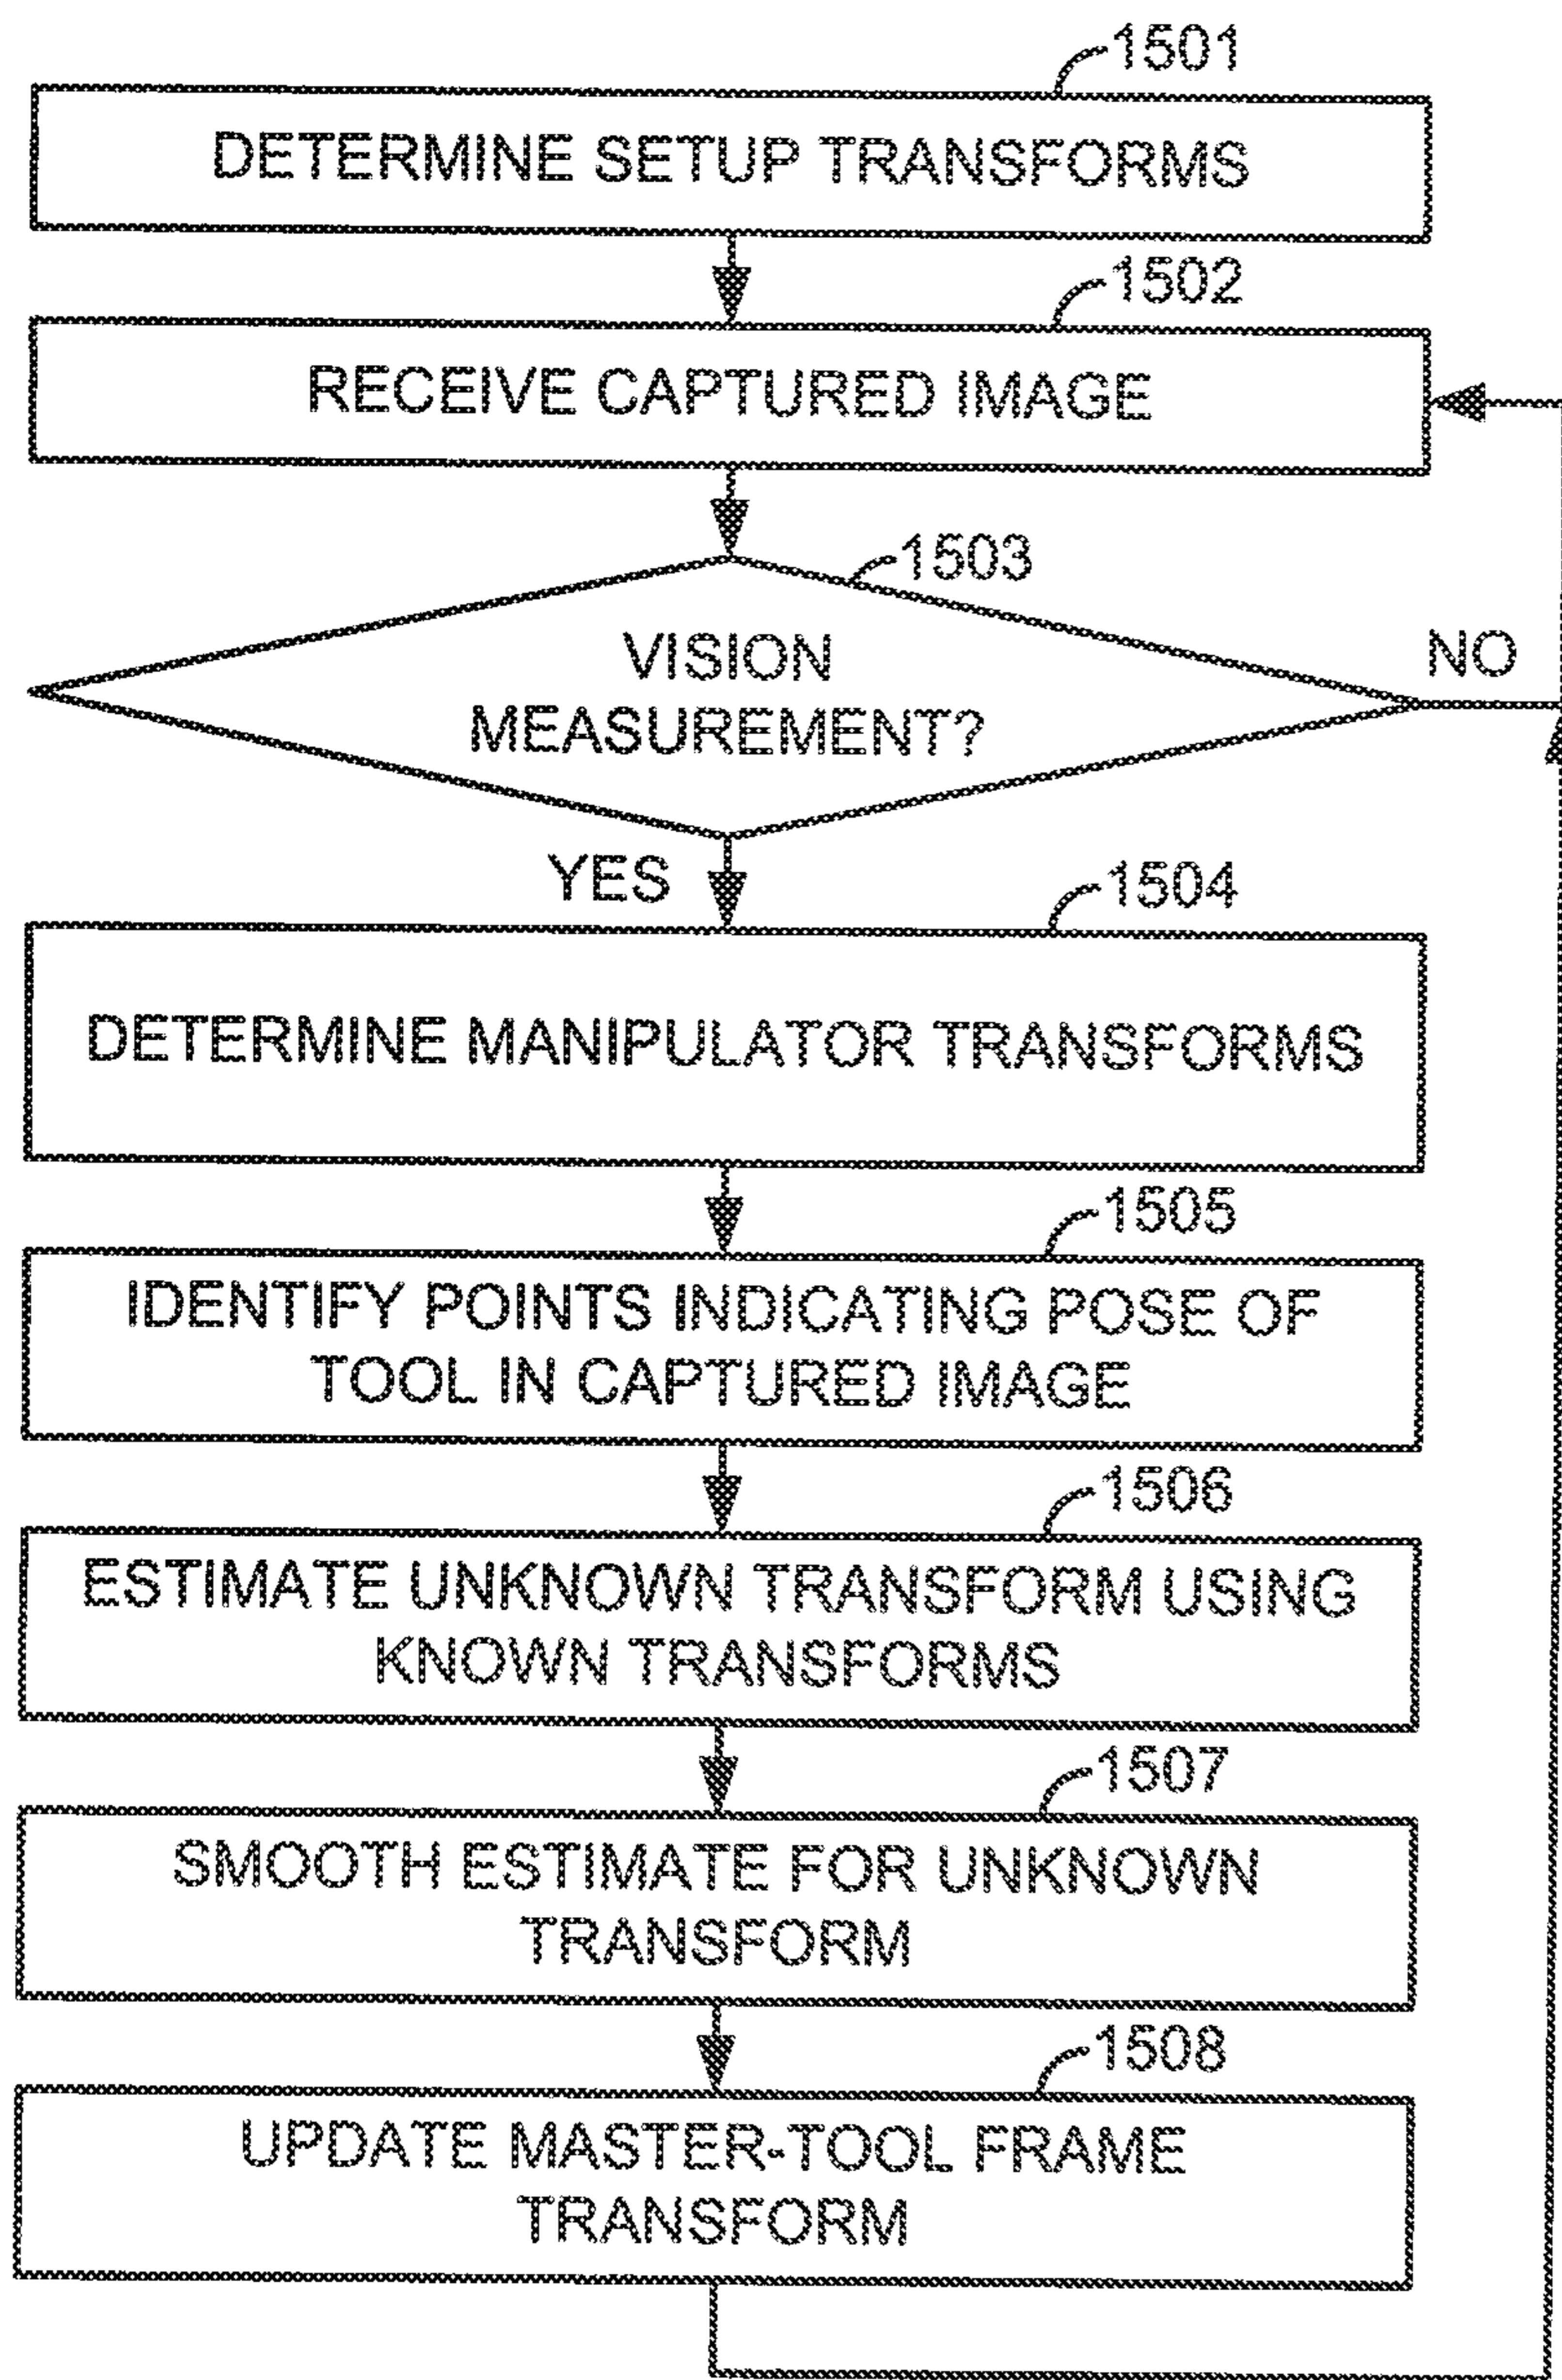 1501
DETERMINE SETUP TRANSFORMS
1502
RECEIVE CAPTURED IMAGE
1503
VISION
MEASUREMENT?
NO
YES
1504
DETERMINE MANIPULATOR TRANSFORMS
1505
IDENTIFY POINTS INDICATING POSE OF
TOOL IN CAPTURED IMAGE
1506
ESTIMATE UNKNOWN TRANSFORM USING
KNOWN TRANSFORMS
1507
SMOOTH ESTIMATE FOR UNKNOWN
TRANSFORM
1508
UPDATE MASTER-TOOL FRAME
TRANSFORM